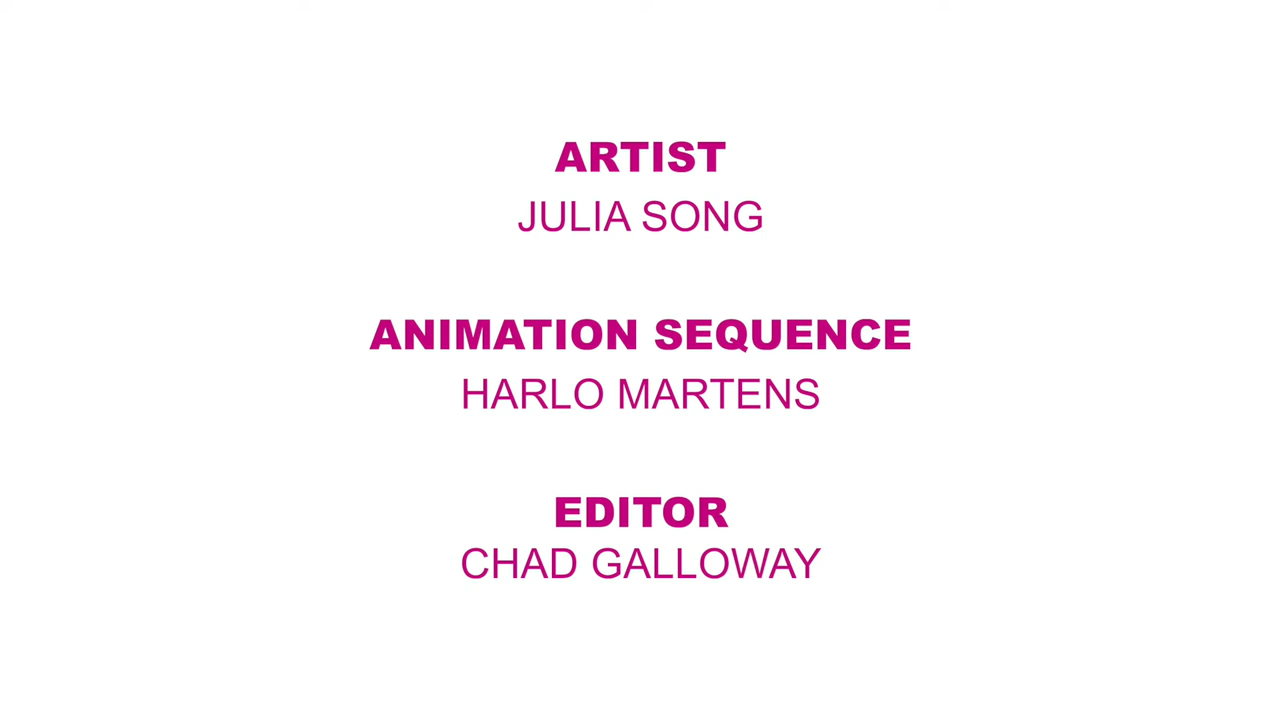 ARTIST
JULIA SONG
ANIMATION SEQUENCE
HARLO MARTENS
EDITOR
CHAD GALLOWAY